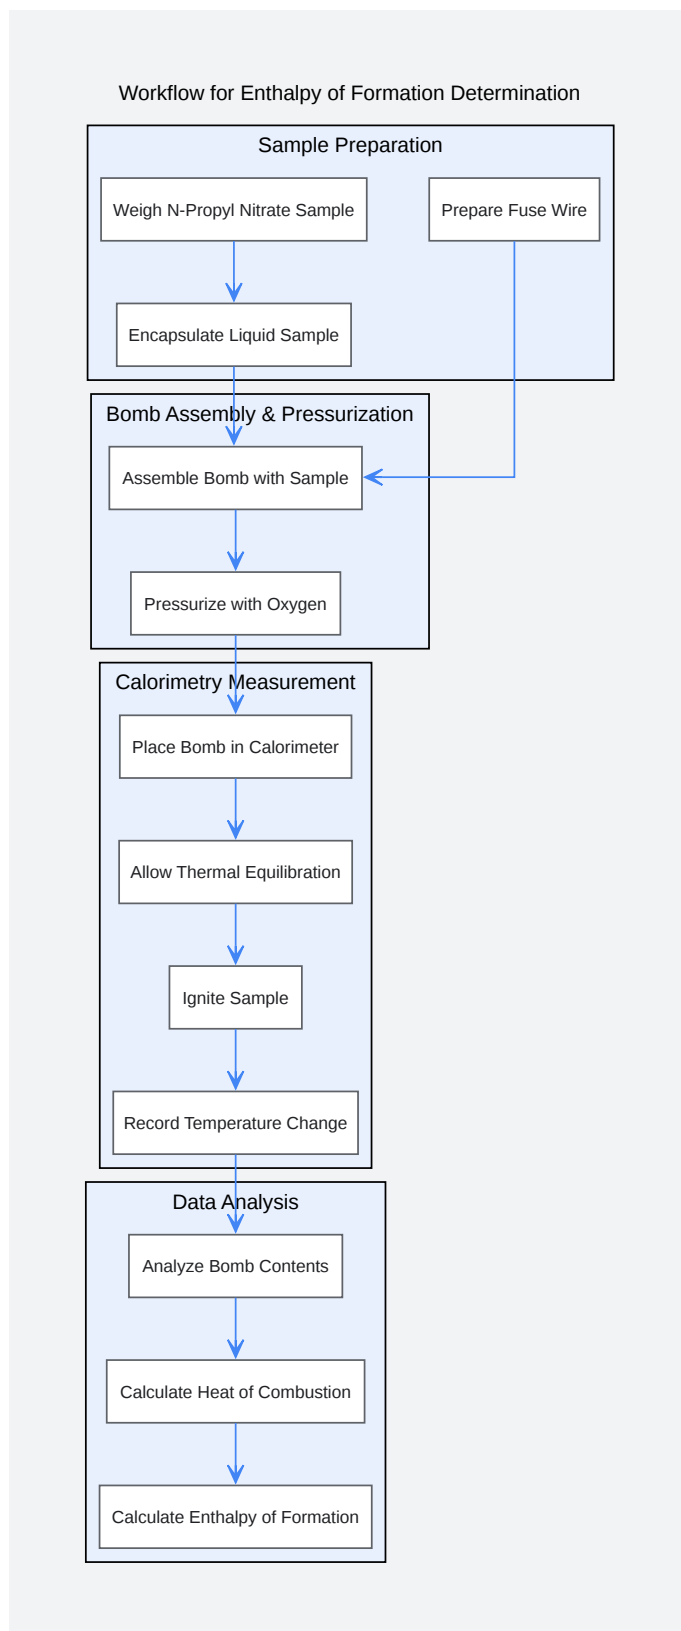 Workflow for Enthalpy of Formation Determination
Sample Preparation
Weigh N-Propyl Nitrate Sample
Prepare Fuse Wire
Encapsulate Liquid Sample
Bomb Assembly & Pressurization
Assemble Bomb with Sample
Pressurize with Oxygen
Calorimetry Measurement
Place Bomb in Calorimeter
Allow Thermal Equilibration
Ignite Sample
Record Temperature Change
Data Analysis
Analyze Bomb Contents
Calculate Heat of Combustion
Calculate Enthalpy of Formation